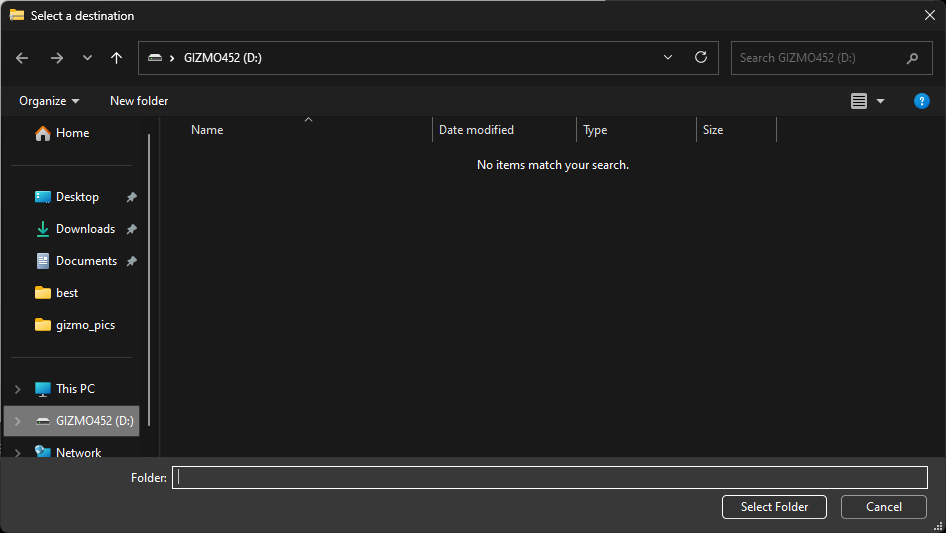 Select a destination
GIZMO452 (D:)
Search GIZMO452 (D:)
Organize
New folder
?
Home
Desktop
Downloads
Documents
best
gizmo_pics
This PC
GIZMO452 (D:)
Network
Name
Date modified
Type
Size
No items match your search.
Folder:
Select Folder
Cancel